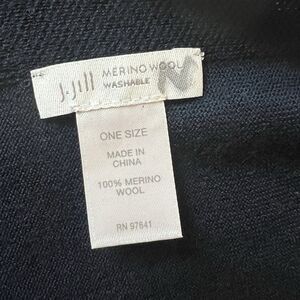 J.Jill MERINO WOOL
WASHABLE
ONE SIZE
MADE IN
CHINA
100% MERINO
WOOL
RN 97641